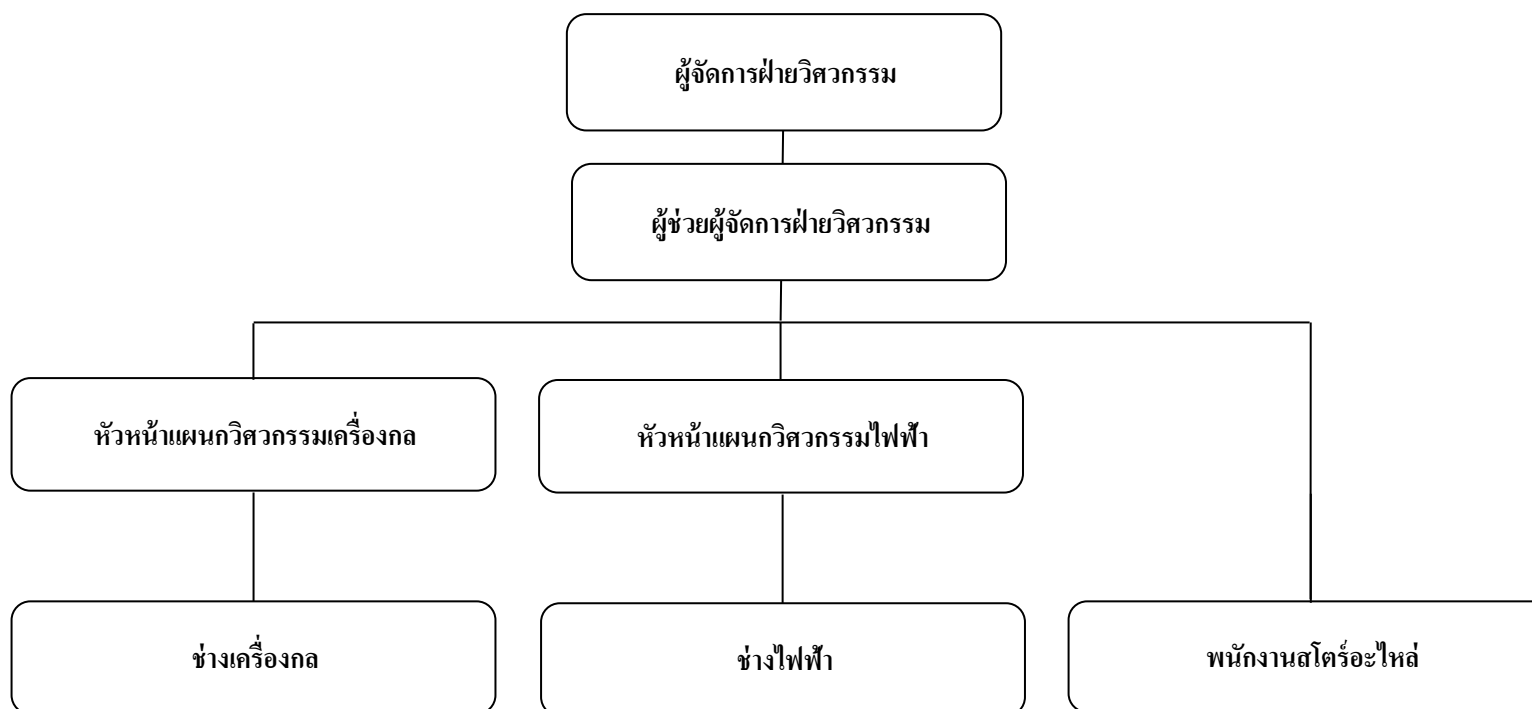 ผู้จัดการฝ่ายวิศวกรรม
ผู้ช่วยผู้จัดการฝ่ายวิศวกรรม
หัวหน้าแผนกวิศวกรรมเครื่องกล
หัวหน้าแผนกวิศวกรรมไฟฟ้า
ช่างเครื่องกล
ช่างไฟฟ้า
พนักงานสโตร์อะไหล่